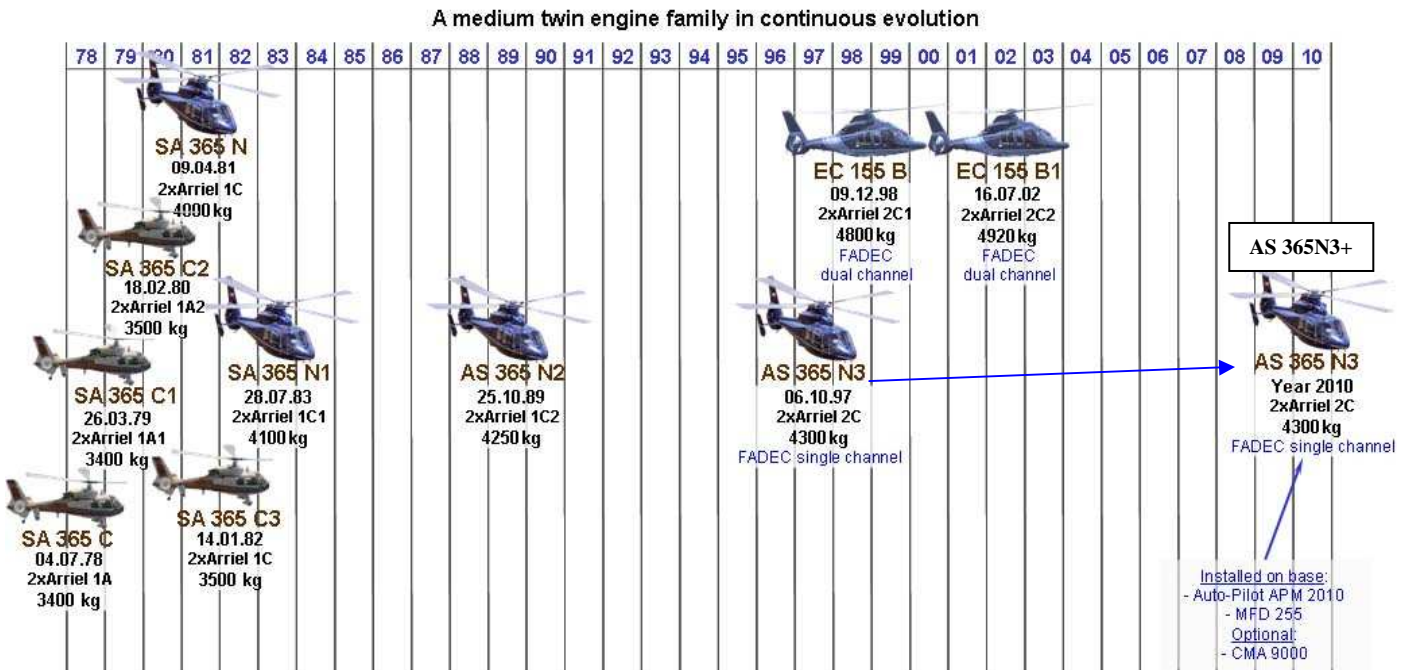 A medium twin engine family in continuous evolution
78 79 80 81 82 83 84 85 86 87 88 89 90 91 92 93 94 95 96 97 98 99 00 01 02 03 04 05 06 07 08 09 10
SA 365 N
09.04.81
2xArriel 1C
4000 kg
SA 365 C2
18.02.80
2xArriel 1A2
3500 kg
SA 365 C1
26.03.79
2xArriel 1A1
3400 kg
SA 365 C
04.07.78
2xArriel 1A
3400 kg
SA 365 C3
14.01.82
2xArriel 1C
3500 kg
SA 365 N1
28.07.83
2xArriel 1C1
4100 kg
AS 365 N2
25.10.89
2xArriel 1C2
4250 kg
EC 155 B
09.12.98
2xArriel 2C1
4800 kg
FADEC
dual channel
EC 155 B1
16.07.02
2xArriel 2C2
4920 kg
FADEC
dual channel
AS 365 N3
06.10.97
2xArriel 2C
4300 kg
FADEC single channel
AS 365N3+
AS 365 N3
Year 2010
2xArriel 2C
4300 kg
FADEC single channel
Installed on base:
- Auto-Pilot APM 2010
- MFD 255
Optional:
- CMA 9000